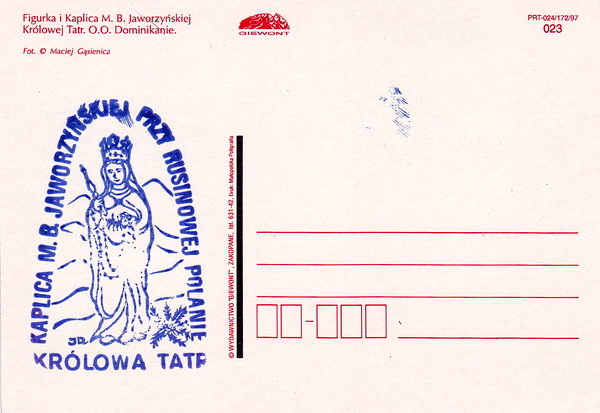 Figurka i Kaplica M. B. Jaworzyńskiej
Królowej Tatr. O.O. Dominikanie.
Fot. © Maciej Gąsienica
GIEWONT
PRT-024/172/97
023
KAPLICA M. B. JAWORZYŃSKIEJ PRZY RUSINOWEJ POLANIE
JD
KRÓLOWA TATR
© WYDAWNICTWO "GIEWONT", ZAKOPANE, tel. 631-42, Druk: Małopolska Poligrafia